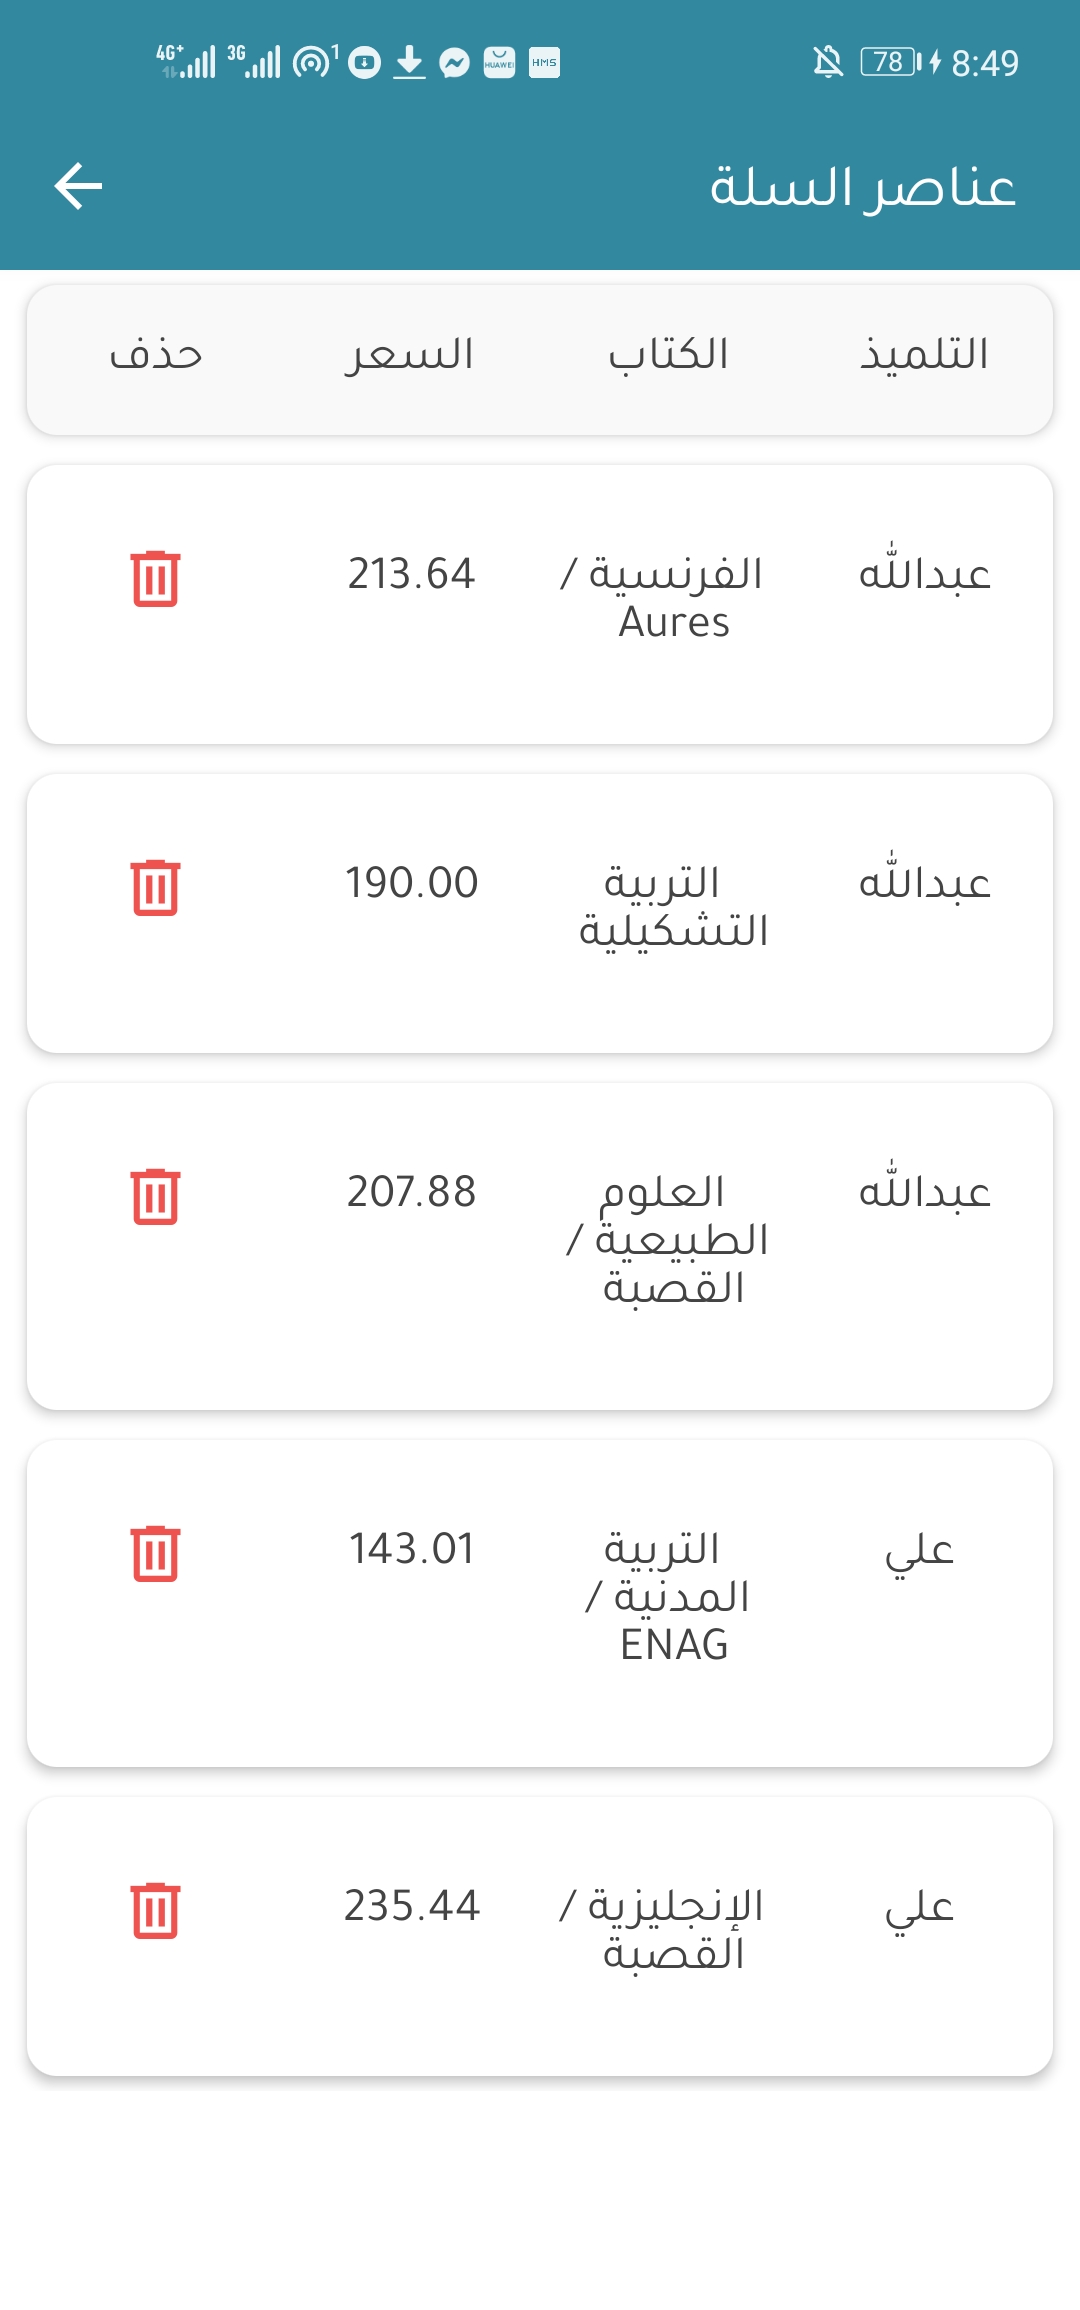 4G+ 3G 1 HUAWEI HMS 78 8:49
عناصر السلة
التلميذ الكتاب السعر حذف
عبدالله الفرنسية / 213.64
Aures
عبدالله التربية 190.00
التشكيلية
عبدالله العلوم 207.88
الطبيعية /
القصبة
علي التربية 143.01
المدنية /
ENAG
علي الإنجليزية / 235.44
القصبة